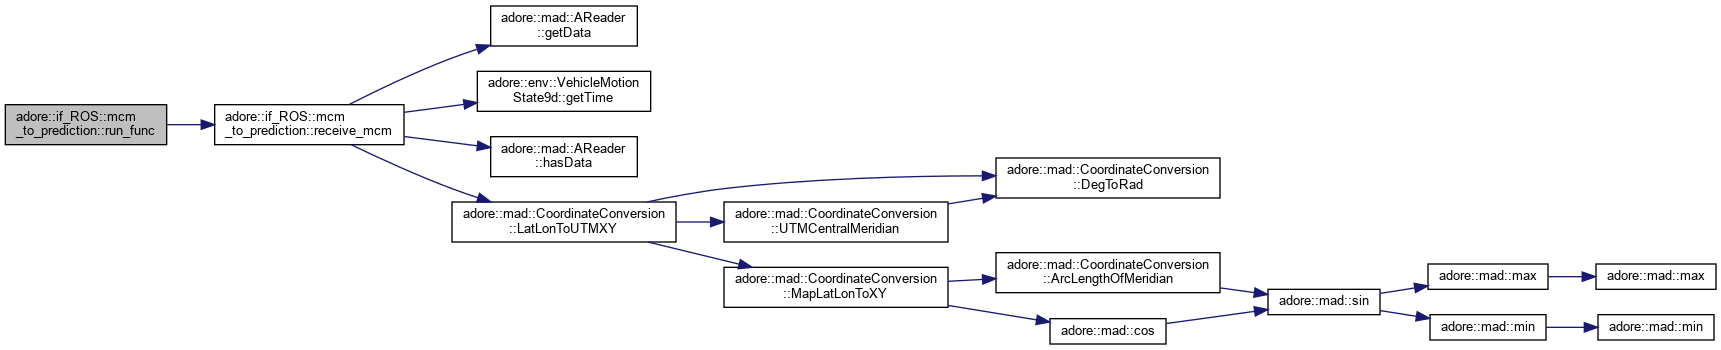 adore::if_ROS::mcm
_to_prediction::run_func
adore::if_ROS::mcm
_to_prediction::receive_mcm
adore::mad::AReader
::getData
adore::env::VehicleMotion
State9d::getTime
adore::mad::AReader
::hasData
adore::mad::CoordinateConversion
::LatLonToUTMXY
adore::mad::CoordinateConversion
::DegToRad
adore::mad::CoordinateConversion
::UTMCentralMeridian
adore::mad::CoordinateConversion
::MapLatLonToXY
adore::mad::CoordinateConversion
::ArcLengthOfMeridian
adore::mad::cos
adore::mad::sin
adore::mad::max
adore::mad::max
adore::mad::min
adore::mad::min